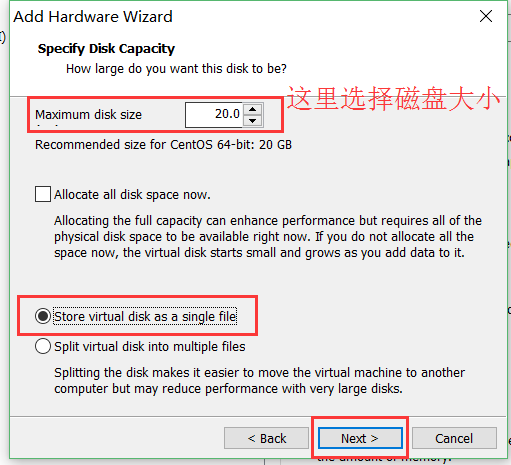 Add Hardware Wizard
Specify Disk Capacity
How large do you want this disk to be?
Maximum disk size
20.0
这里选择磁盘大小
Recommended size for CentOS 64-bit: 20 GB
Allocate all disk space now.
Allocating the full capacity can enhance performance but requires all of the
physical disk space to be available right now. If you do not allocate all the
space now, the virtual disk starts small and grows as you add data to it.
Store virtual disk as a single file
Split virtual disk into multiple files
Splitting the disk makes it easier to move the virtual machine to another
computer but may reduce performance with very large disks.
< Back
Next >
Cancel
the amount of memory.